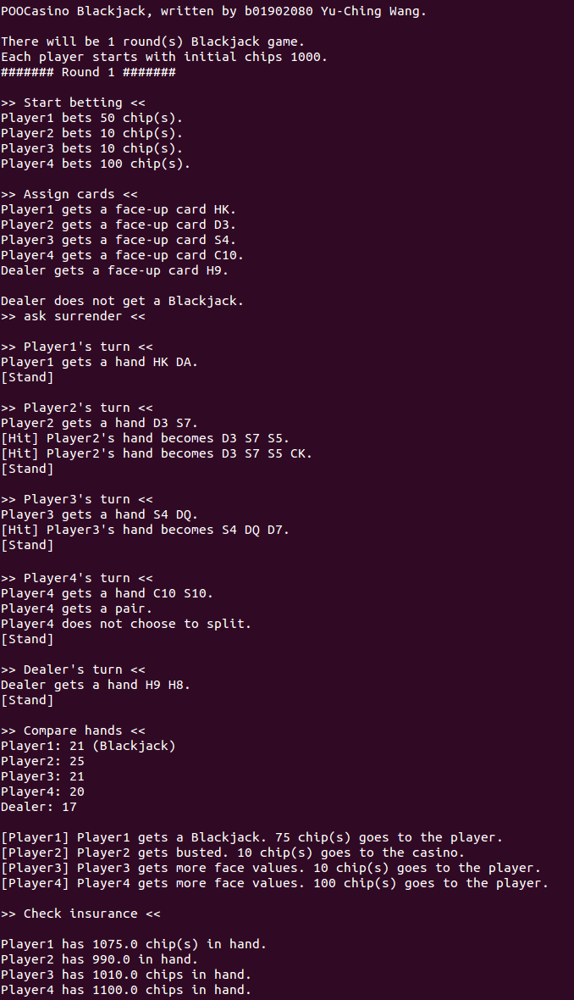 POOCasino Blackjack, written by b01902080 Yu-Ching Wang.
There will be 1 round(s) Blackjack game.
Each player starts with initial chips 1000.
####### Round 1 #######
>> Start betting <<
Player1 bets 50 chip(s).
Player2 bets 10 chip(s).
Player3 bets 10 chip(s).
Player4 bets 100 chip(s).
>> Assign cards <<
Player1 gets a face-up card HK.
Player2 gets a face-up card D3.
Player3 gets a face-up card S4.
Player4 gets a face-up card C10.
Dealer gets a face-up card H9.
Dealer does not get a Blackjack.
>> ask surrender <<
>> Player1's turn <<
Player1 gets a hand HK DA.
[Stand]
>> Player2's turn <<
Player2 gets a hand D3 S7.
[Hit] Player2's hand becomes D3 S7 S5.
[Hit] Player2's hand becomes D3 S7 S5 CK.
[Stand]
>> Player3's turn <<
Player3 gets a hand S4 DQ.
[Hit] Player3's hand becomes S4 DQ D7.
[Stand]
>> Player4's turn <<
Player4 gets a hand C10 S10.
Player4 gets a pair.
Player4 does not choose to split.
[Stand]
>> Dealer's turn <<
Dealer gets a hand H9 H8.
[Stand]
>> Compare hands <<
Player1: 21 (Blackjack)
Player2: 25
Player3: 21
Player4: 20
Dealer: 17
[Player1] Player1 gets a Blackjack. 75 chip(s) goes to the player.
[Player2] Player2 gets busted. 10 chip(s) goes to the casino.
[Player3] Player3 gets more face values. 10 chip(s) goes to the player.
[Player4] Player4 gets more face values. 100 chip(s) goes to the player.
>> Check insurance <<
Player1 has 1075.0 chip(s) in hand.
Player2 has 990.0 in hand.
Player3 has 1010.0 chips in hand.
Player4 has 1100.0 chips in hand.